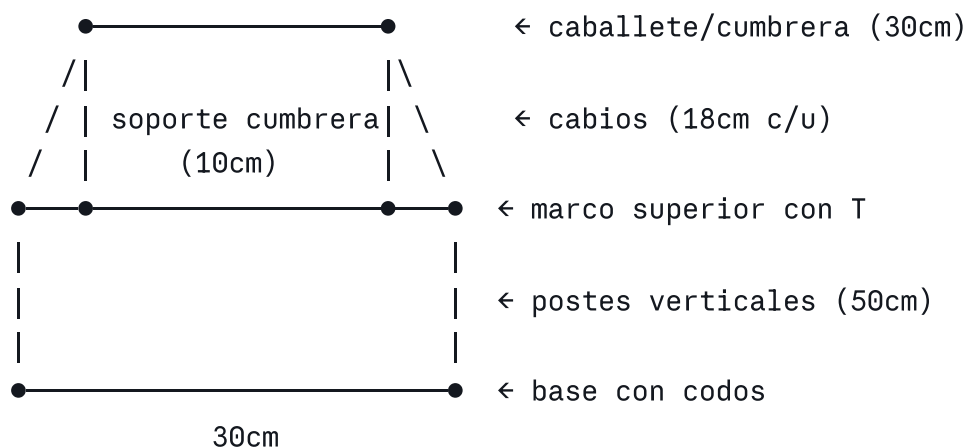 ← caballete/cumbrera (30cm)
soporte cumbrera ← cabios (18cm c/u)
(10cm)
← marco superior con T
← postes verticales (50cm)
← base con codos
30cm